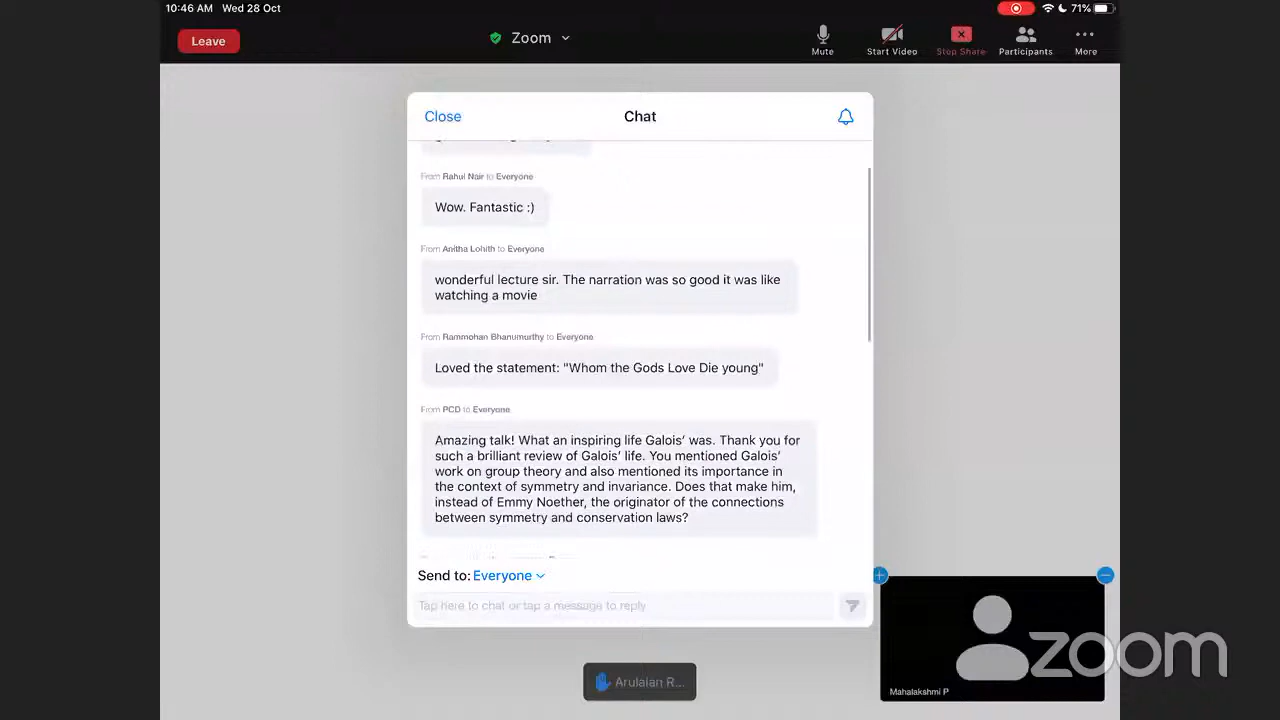 10:46 AM Wed 28 Oct
71%
Leave
Zoom
Mute
Start Video
Stop Share
Participants
More
Close
Chat
From Rahul Nair to Everyone
Wow. Fantastic :)
From Anitha Lohith to Everyone
wonderful lecture sir. The narration was so good it was like
watching a movie
From Rammohan Bhanumurthy to Everyone
Loved the statement: "Whom the Gods Love Die young"
From PCD to Everyone
Amazing talk! What an inspiring life Galois’ was. Thank you for
such a brilliant review of Galois’ life. You mentioned Galois’
work on group theory and also mentioned its importance in
the context of symmetry and invariance. Does that make him,
instead of Emmy Noether, the originator of the connections
between symmetry and conservation laws?
Send to: Everyone
Tap here to chat or tap a message to reply
Arulaian R...
Mahalakshmi P
zoom